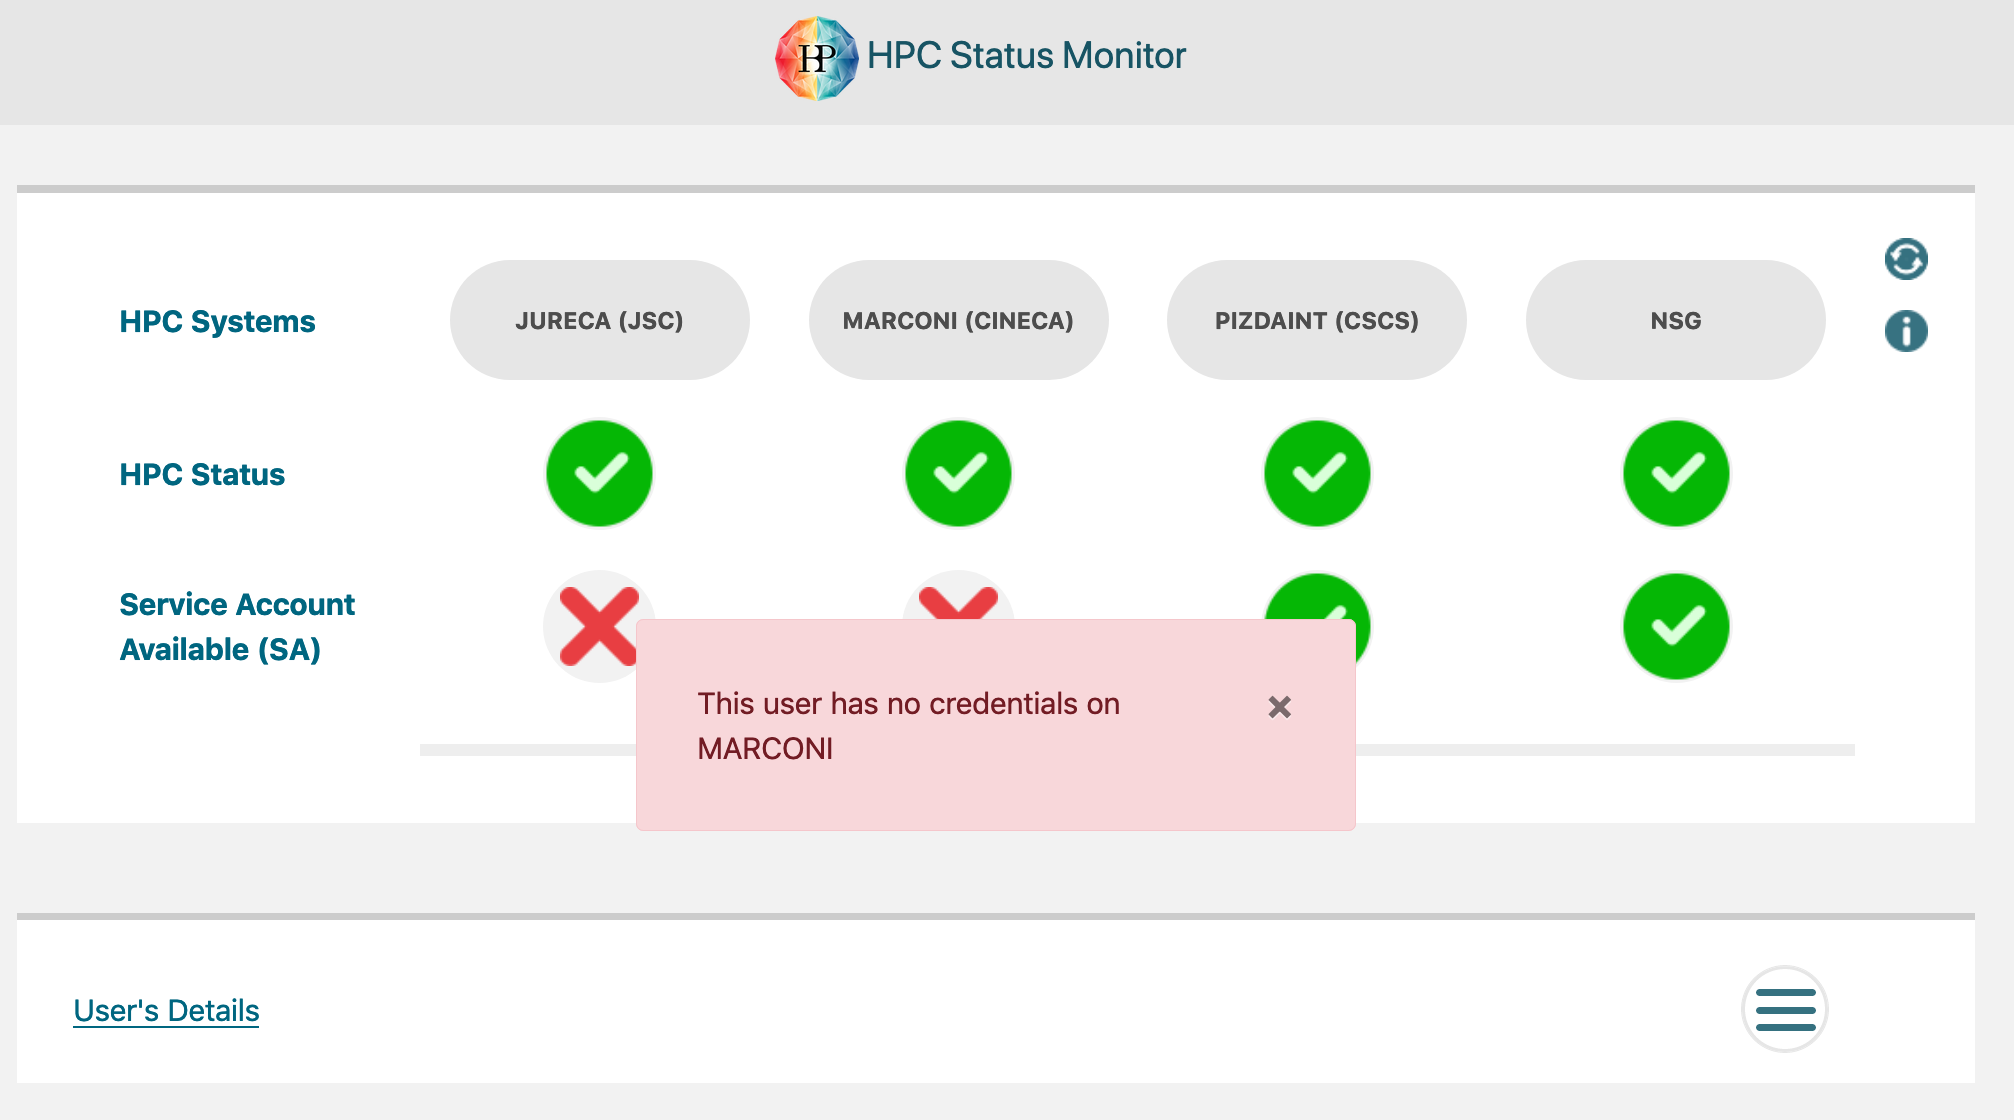 HP
HPC Status Monitor
HPC Systems
JURECA (JSC)
MARCONI (CINECA)
PIZDAINT (CSCS)
NSG
HPC Status
Service Account
Available (SA)
This user has no credentials on
MARCONI
User's Details